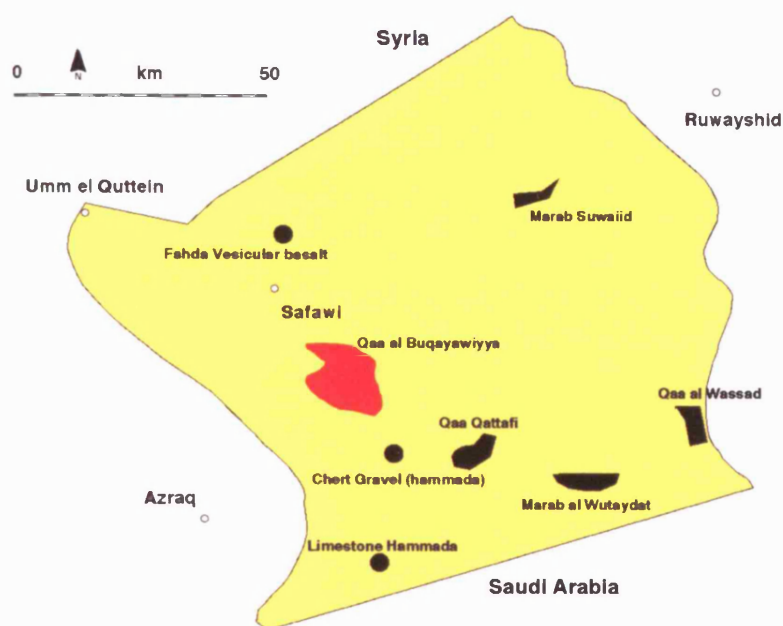 Syria
0 km 50
N
Ruwayshid
Umm el Quttein
Marab Suwaiid
Fahda Vesicular basalt
Safawi
Qaa al Buqayawiyya
Qaa al Wassad
Qaa Qattafi
Chert Gravel (hammada)
Azraq
Marab al Wutaydat
Limestone Hammada
Saudi Arabia